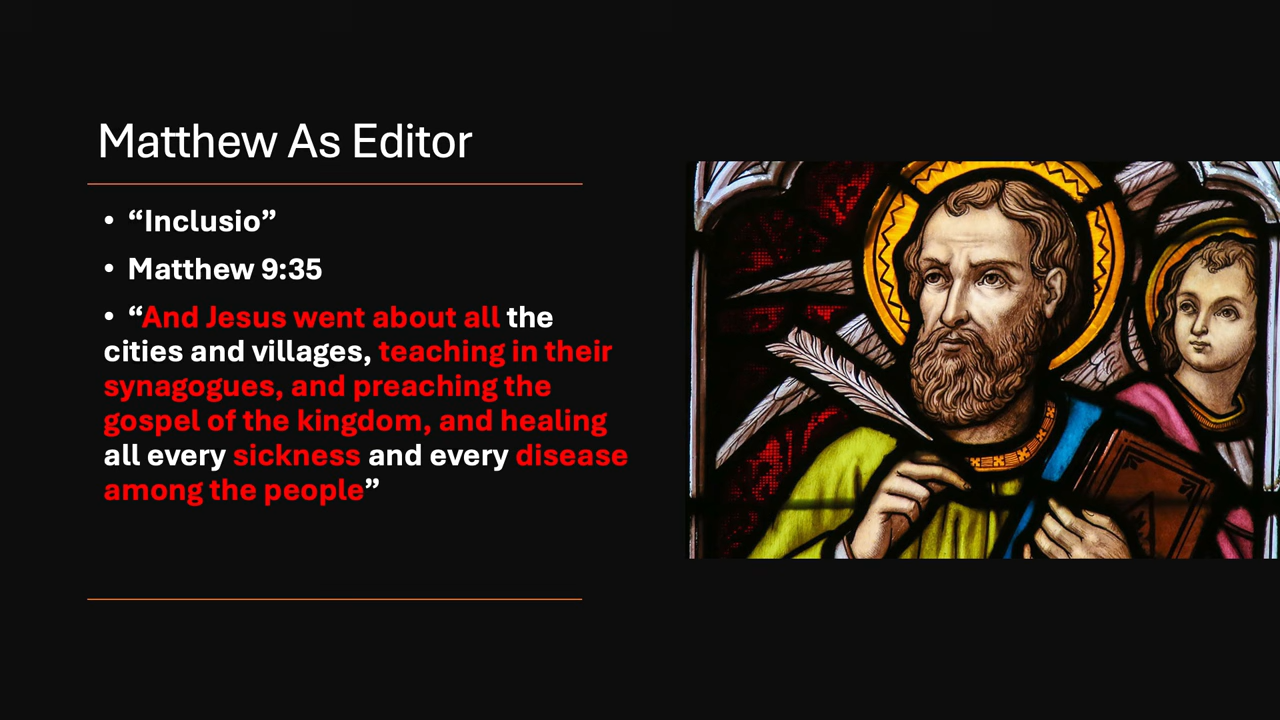 Matthew As Editor
• “Inclusio”
• Matthew 9:35
• “And Jesus went about all the
cities and villages, teaching in their
synagogues, and preaching the
gospel of the kingdom, and healing
all every sickness and every disease
among the people”